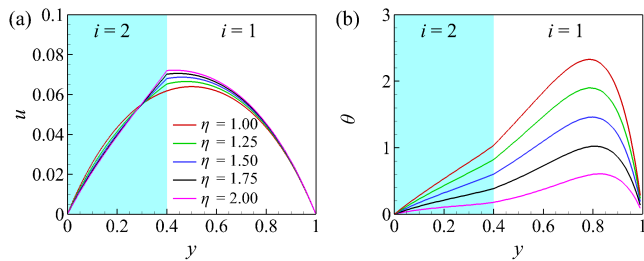 (a)
i = 2
i = 1
0.1
0.08
0.06
0.04
0.02
0
u
η = 1.00
η = 1.25
η = 1.50
η = 1.75
η = 2.00
0 0.2 0.4 0.6 0.8 1
y
(b)
i = 2
i = 1
3
2
1
0
θ
0 0.2 0.4 0.6 0.8 1
y